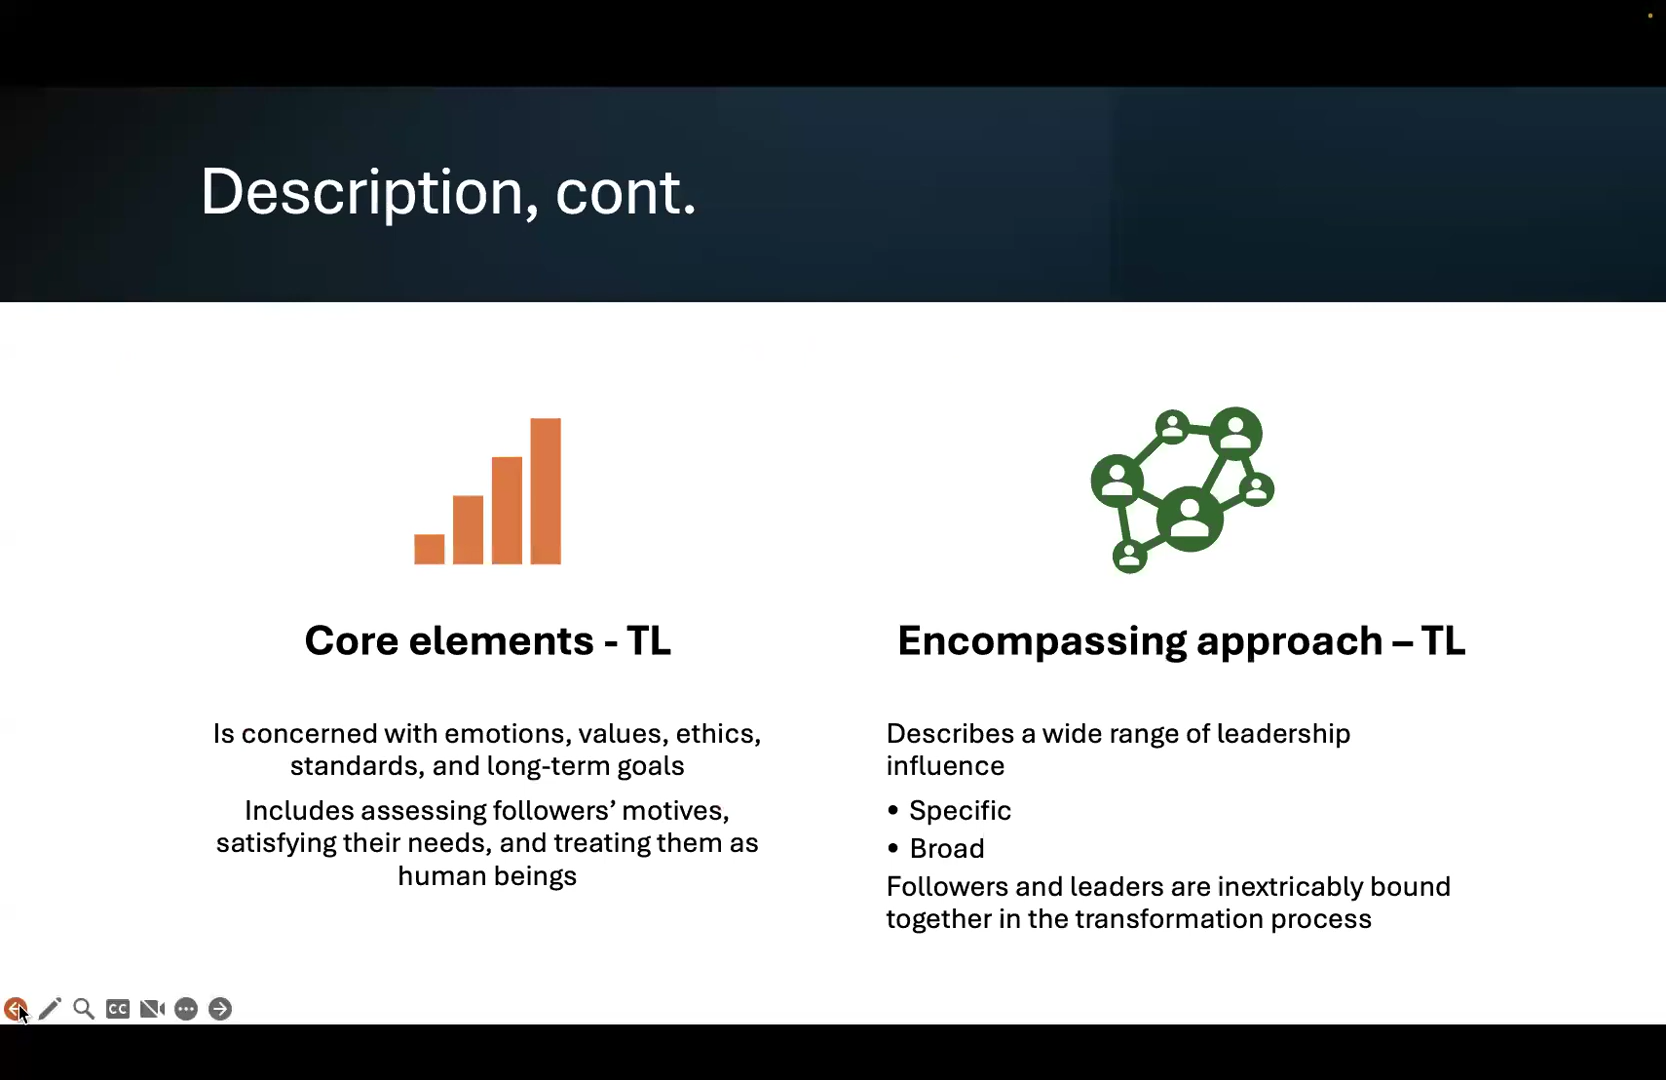 Description, cont.
Core elements - TL
Is concerned with emotions, values, ethics,
standards, and long-term goals
Includes assessing followers’ motives,
satisfying their needs, and treating them as
human beings
Encompassing approach – TL
Describes a wide range of leadership
influence
• Specific
• Broad
Followers and leaders are inextricably bound
together in the transformation process
CC